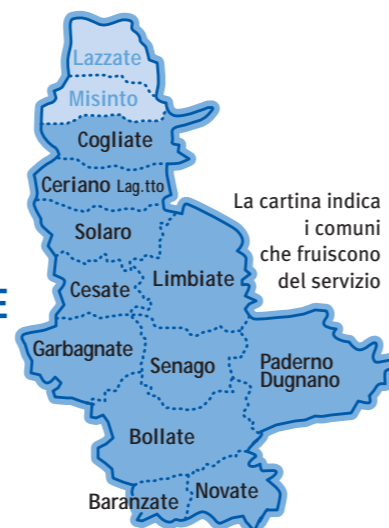 Lazzate
Misinto
Cogliate
Ceriano Lag.tto
La cartina indica
i comuni
che fruiscono
del servizio
Solaro
Limbiate
Cesate
E
Garbagnate
Senago
Paderno
Dugnano
Bollate
Baranzate
Novate